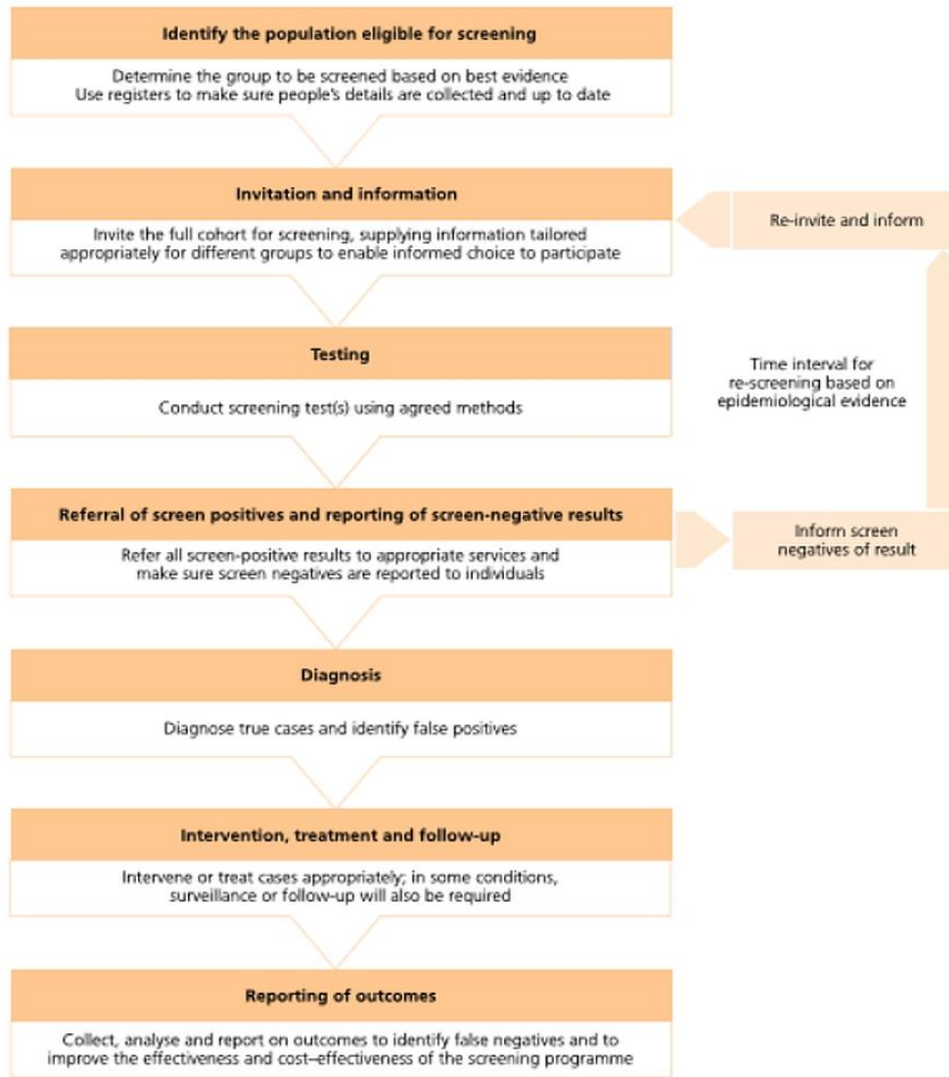 Identify the population eligible for screening
Determine the group to be screened based on best evidence
Use registers to make sure people's details are collected and up to date
Invitation and information
Invite the full cohort for screening, supplying information tailored
appropriately for different groups to enable informed choice to participate
Re-invite and inform
Testing
Conduct screening test(s) using agreed methods
Time interval for
re-screening based on
epidemiological evidence
Referral of screen positives and reporting of screen-negative results
Refer all screen-positive results to appropriate services and
make sure screen negatives are reported to individuals
Inform screen
negatives of result
Diagnosis
Diagnose true cases and identify false positives
Intervention, treatment and follow-up
Intervene or treat cases appropriately; in some conditions,
surveillance or follow-up will also be required
Reporting of outcomes
Collect, analyse and report on outcomes to identify false negatives and to
improve the effectiveness and cost–effectiveness of the screening programme